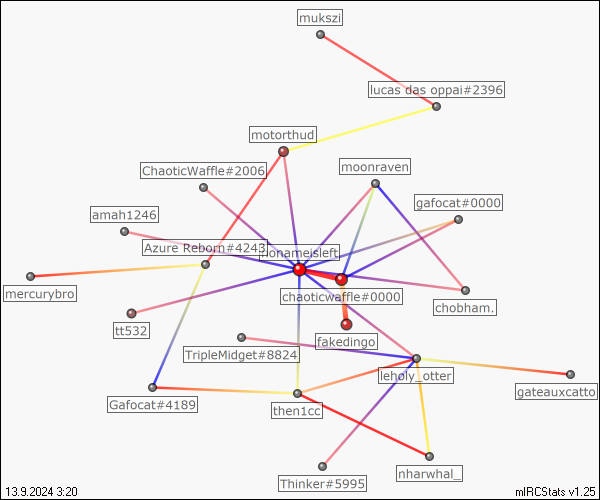 mukszi
lucas das oppai#2396
motorthud
moonraven
ChaoticWaffle#2006
gafocat#0000
amah1246
Azure Reborn#4243
nonameisleft
mercurybro
chaoticwaffle#0000
chobham.
tt532
fakedingo
TripleMidget#8824
leholy_otter
gateauxcatto
Gafocat#4189
then1cc
nharwhal_
Thinker#5995
13.9.2024 3:20
mIRCStats v1.25